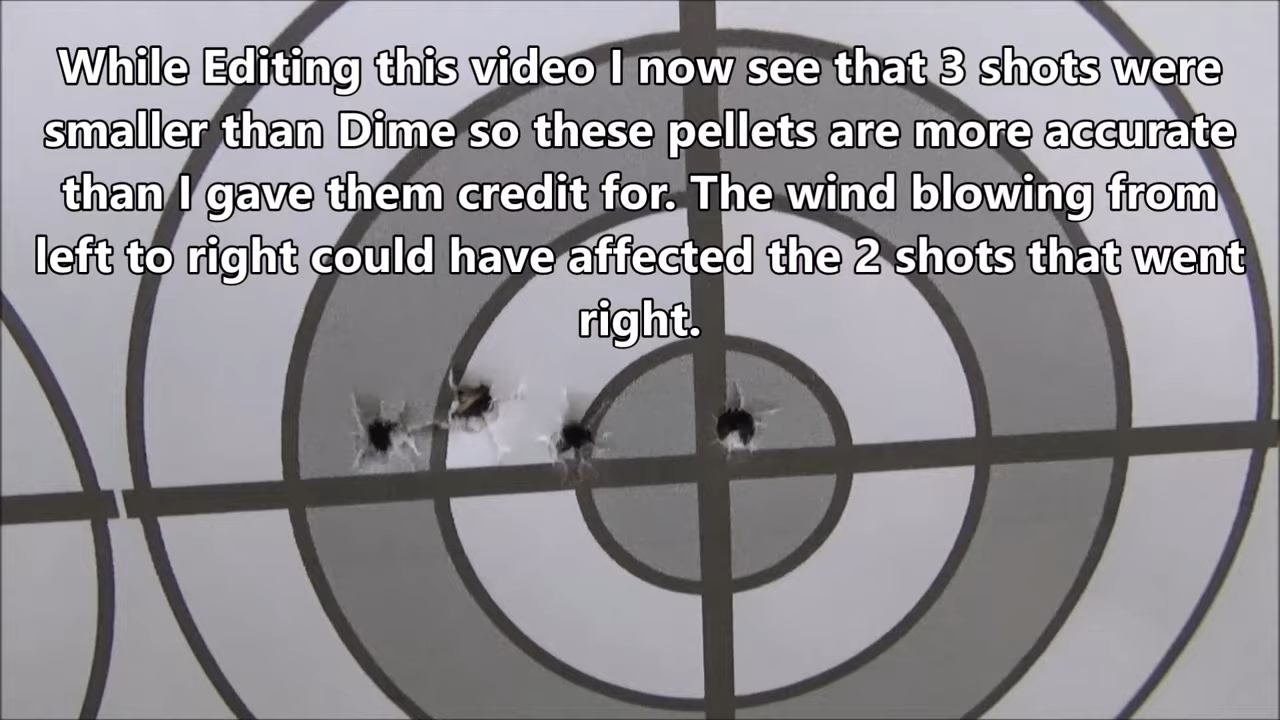 While Editing this video I now see that 3 shots were
smaller than Dime so these pellets are more accurate
than I gave them credit for. The wind blowing from
left to right could have affected the 2 shots that went
right.